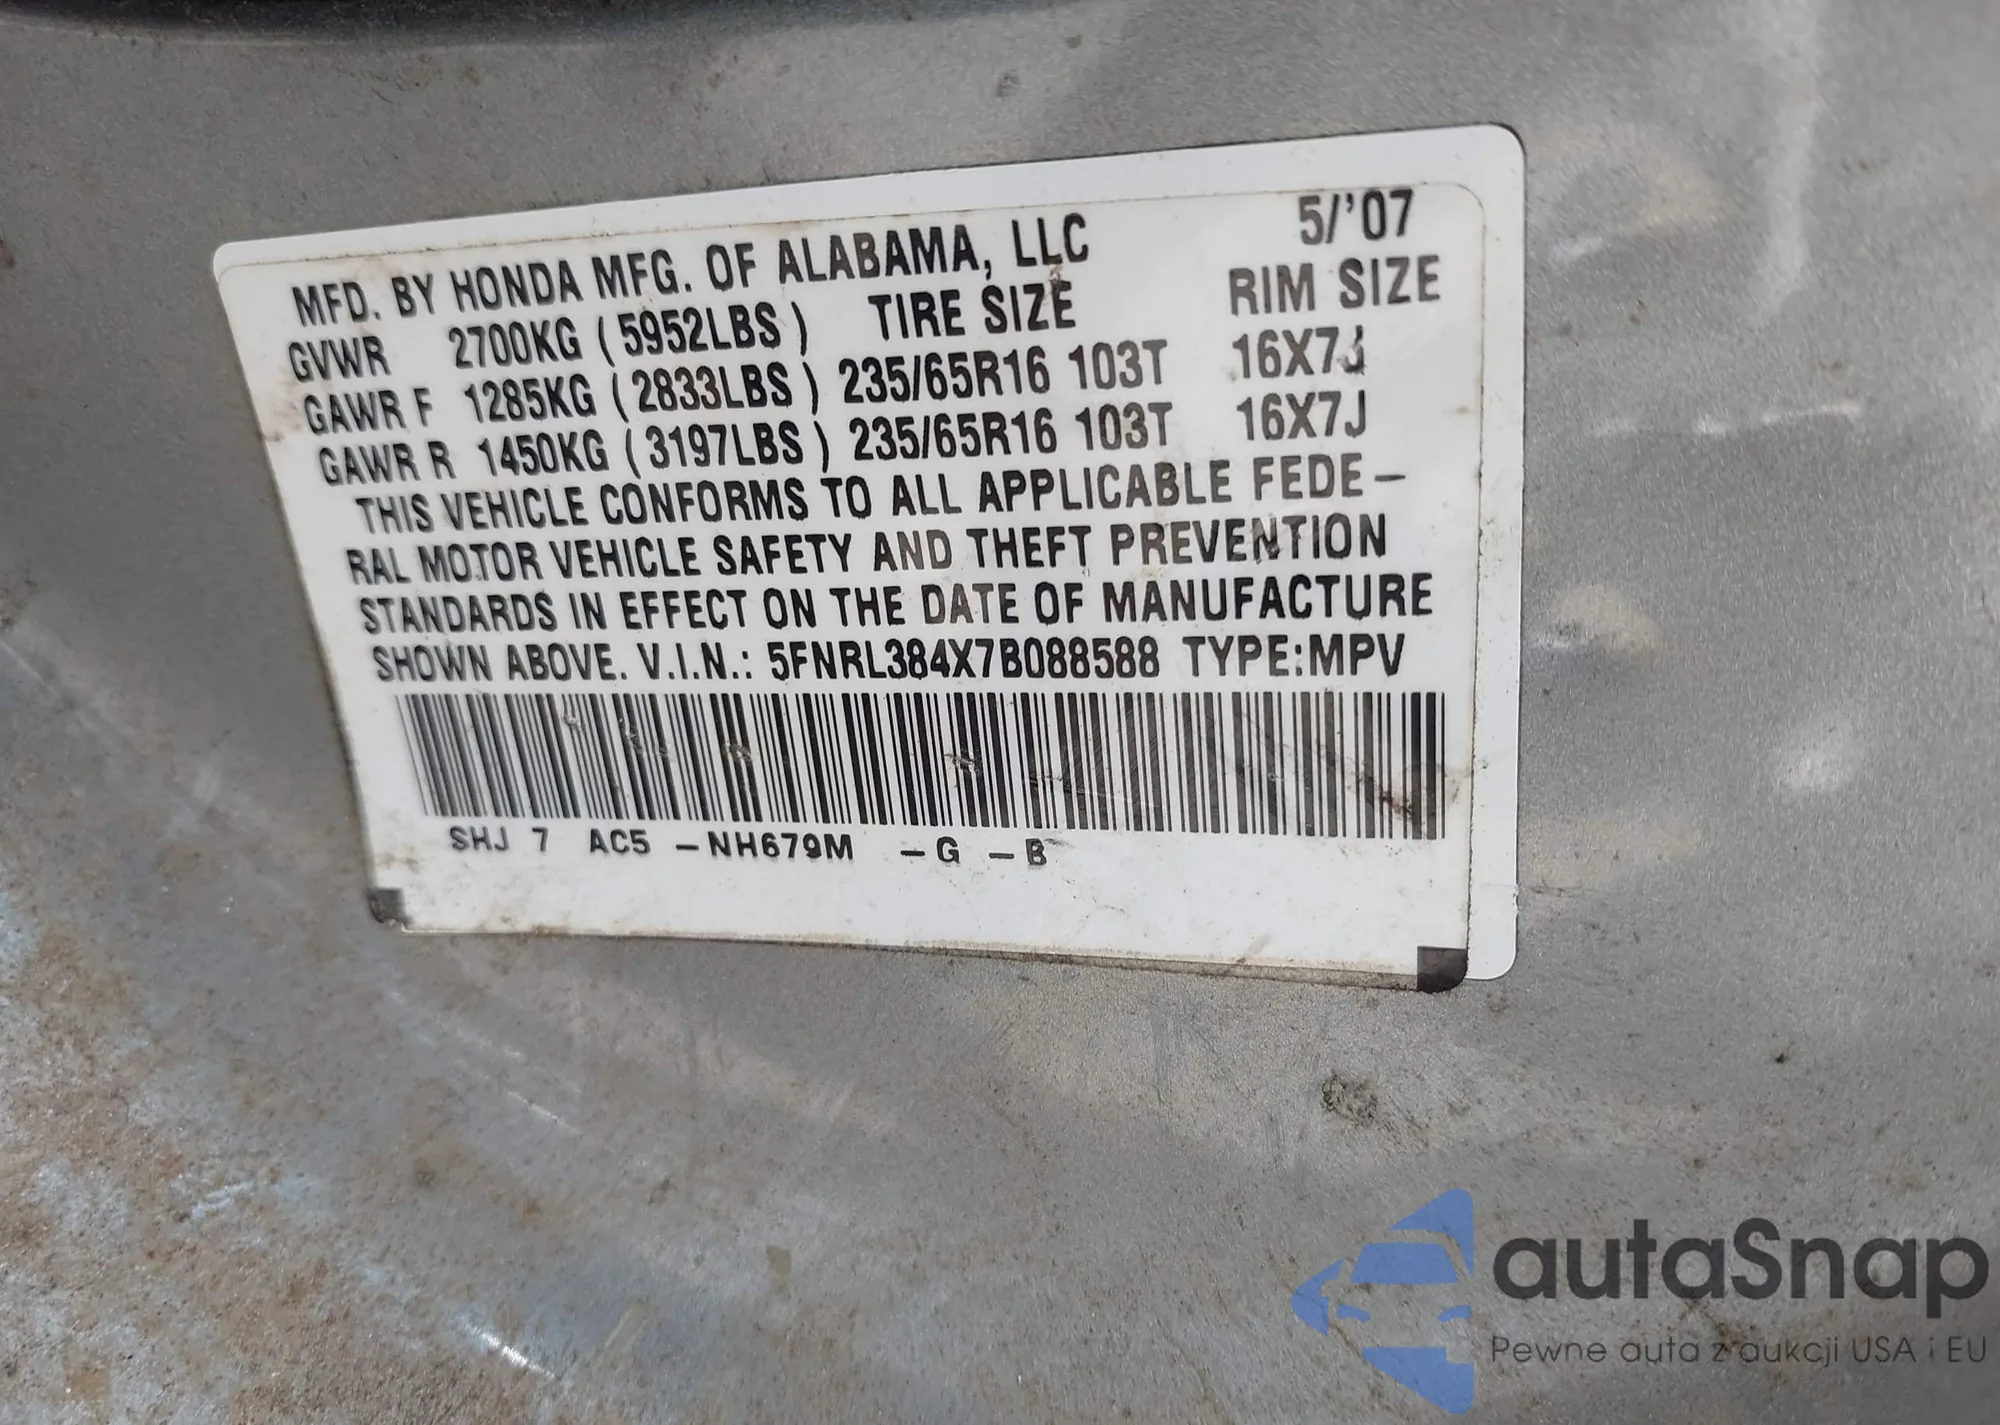 MFD. BY HONDA MFG. OF ALABAMA, LLC 5/'07
GVWR 2700KG (5952LBS) TIRE SIZE RIM SIZE
GAWR F 1285KG (2833LBS) 235/65R16 103T 16X7J
GAWR R 1450KG (3197LBS) 235/65R16 103T 16X7J
THIS VEHICLE CONFORMS TO ALL APPLICABLE FEDE-
RAL MOTOR VEHICLE SAFETY AND THEFT PREVENTION
STANDARDS IN EFFECT ON THE DATE OF MANUFACTURE
SHOWN ABOVE. V.I.N.: 5FNRL384X7B088588 TYPE:MPV
SHJ 7 AC5 -NH679M -G -B
autaSnap
Pewne auta z aukcji USA i EU